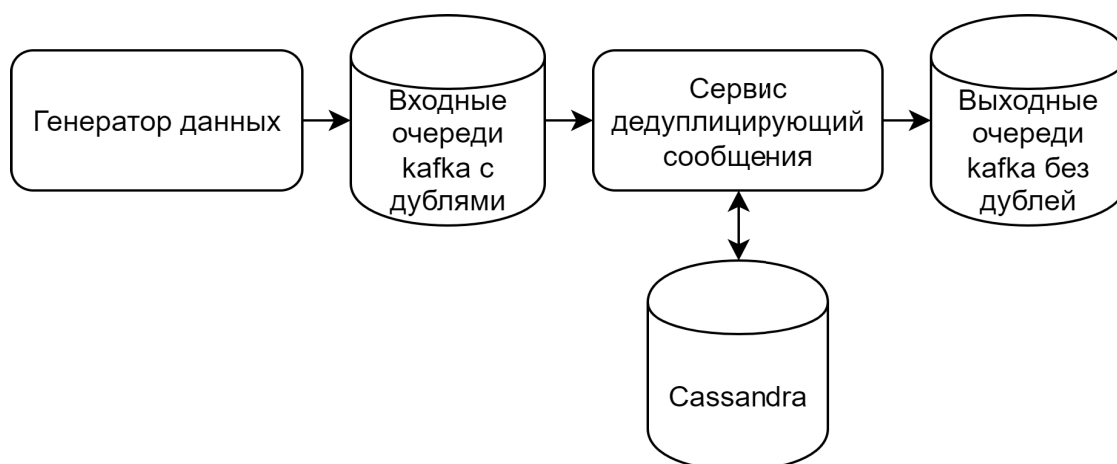 Генератор данных
Входные
очереди
kafka с
дублями
Сервис
дедуплицирующий
сообщения
Выходные
очереди
kafka без
дублей
Cassandra